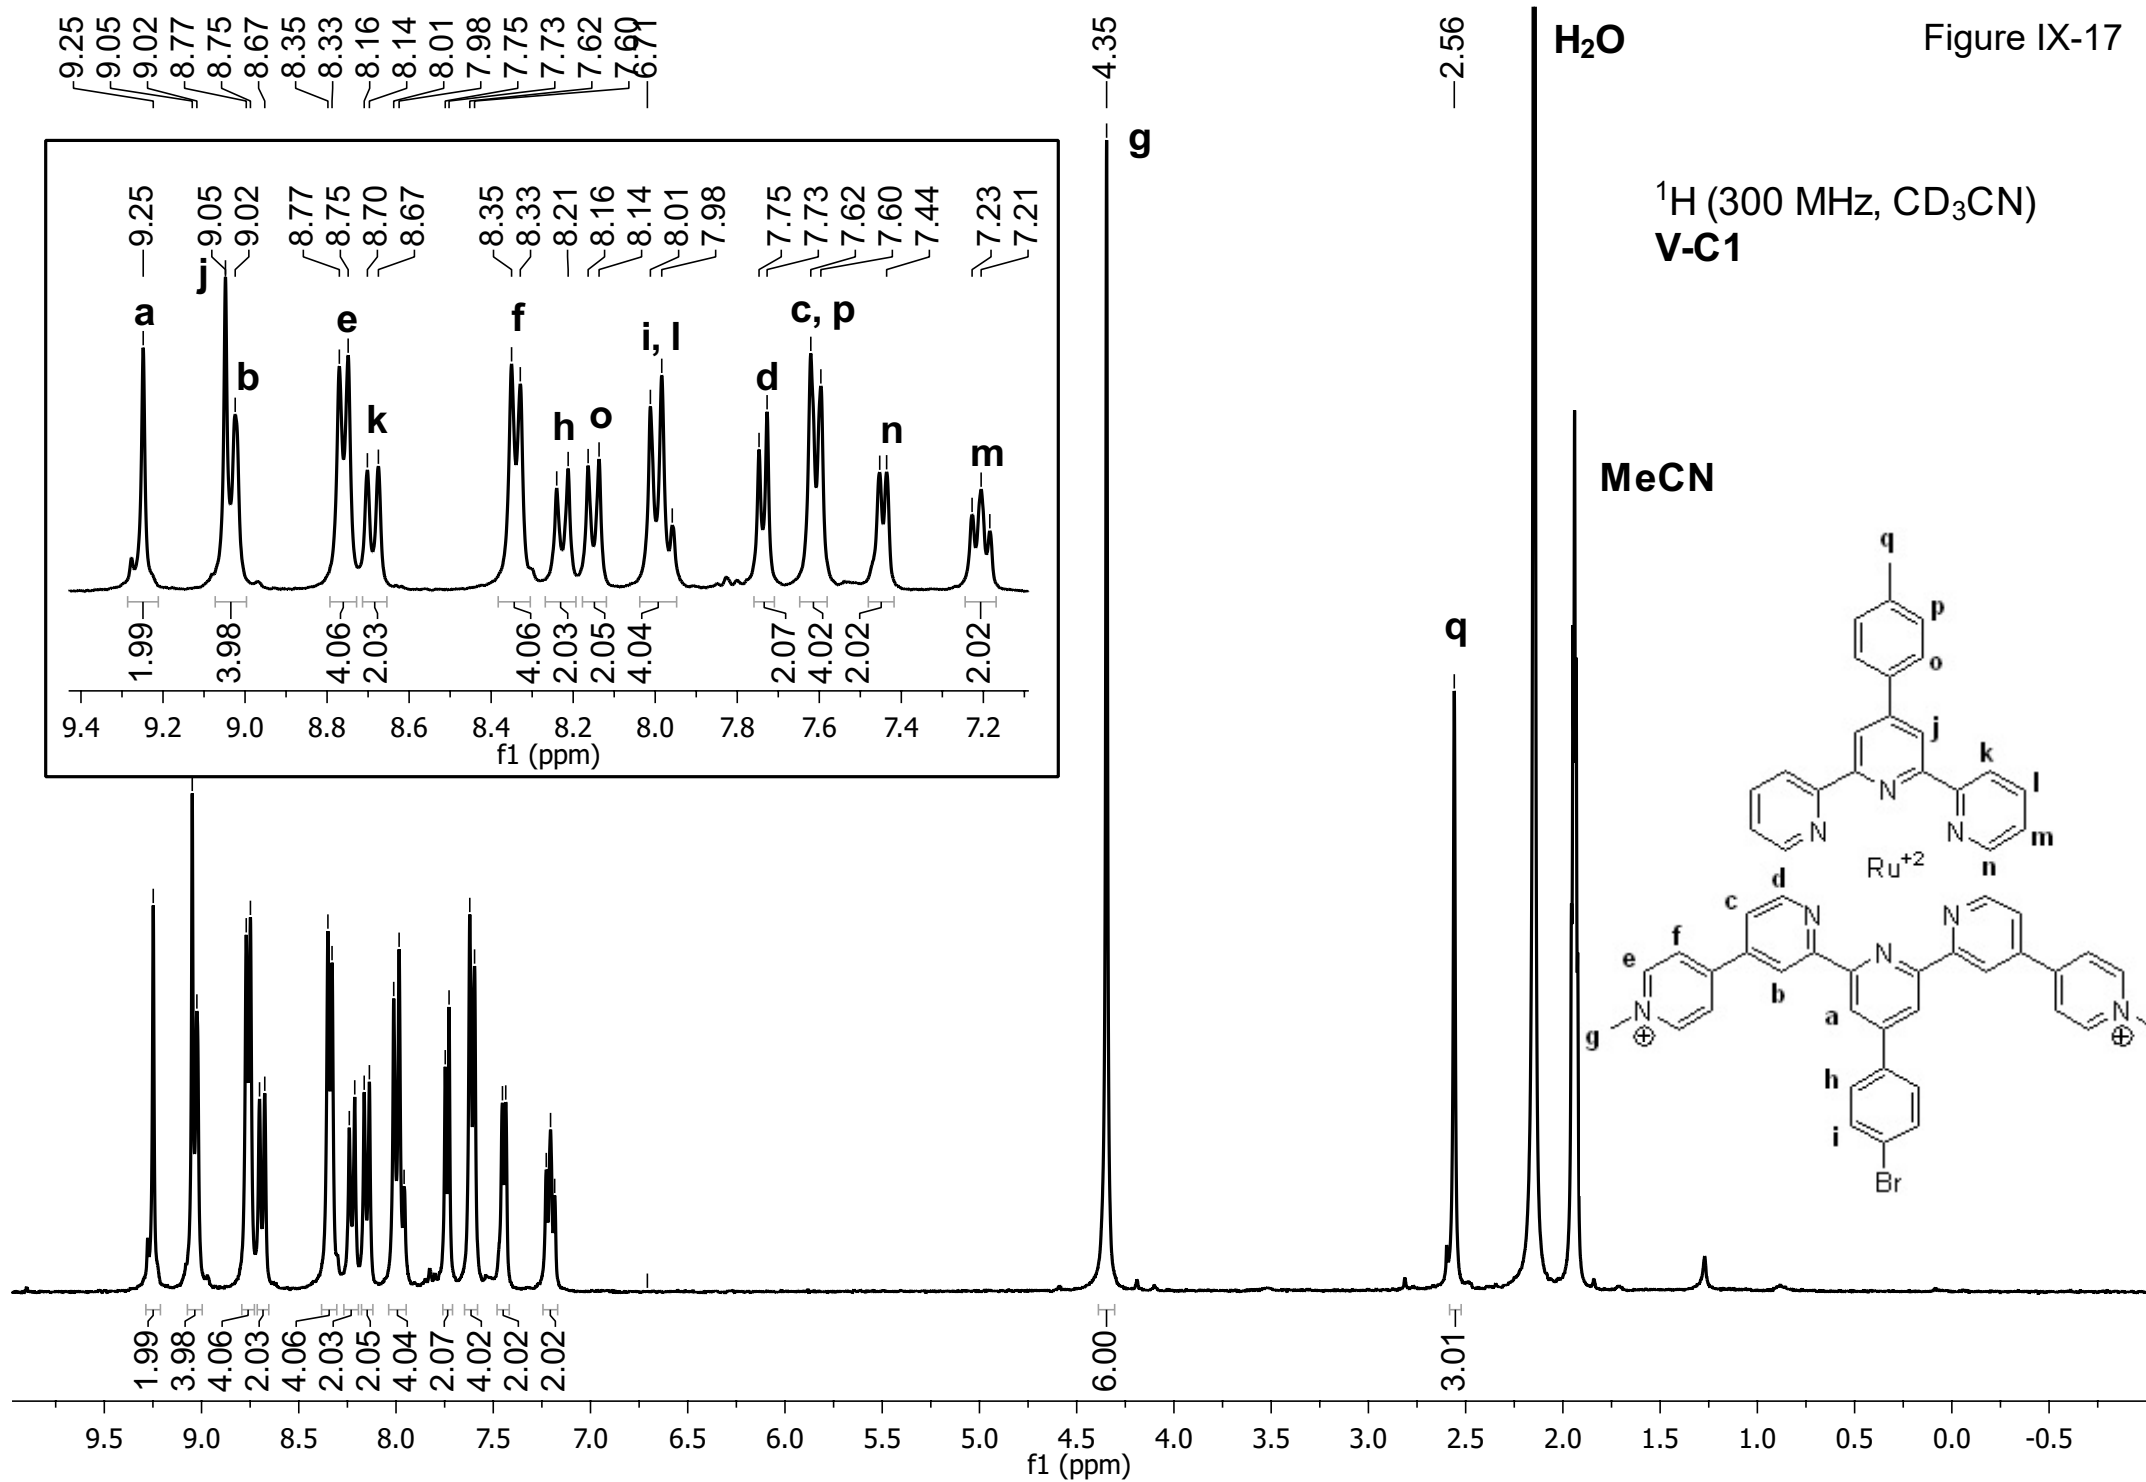 9.25 9.05 9.02 8.77 8.75 8.67 8.35 8.33 8.16 8.14 8.01 7.98 7.75 7.73 7.62 7.60 6.71 4.35 2.56
H₂O
Figure IX-17
g
¹H (300 MHz, CD₃CN)
V-C1
9.25 9.05 9.02 8.77 8.75 8.70 8.67 8.35 8.33 8.21 8.16 8.14 8.01 7.98 7.75 7.73 7.62 7.60 7.44 7.23 7.21
a j b e k f h o i, l d c, p n m
1.99 3.98 4.06 2.03 4.06 2.03 2.05 4.04 2.07 4.02 2.02 2.02
9.4 9.2 9.0 8.8 8.6 8.4 8.2 8.0 7.8 7.6 7.4 7.2
f1 (ppm)
MeCN
q
q
p
o
j
k
l
N
N
N
m
Ru⁺²
n
d
c
N
N
N
f
e
b
a
N
⊕
N
⊕
g
h
i
Br
1.99 3.98 4.06 2.03 4.06 2.03 2.05 4.04 2.07 4.02 2.02 2.02 6.00 3.01
9.5 9.0 8.5 8.0 7.5 7.0 6.5 6.0 5.5 5.0 4.5 4.0 3.5 3.0 2.5 2.0 1.5 1.0 0.5 0.0 -0.5
f1 (ppm)